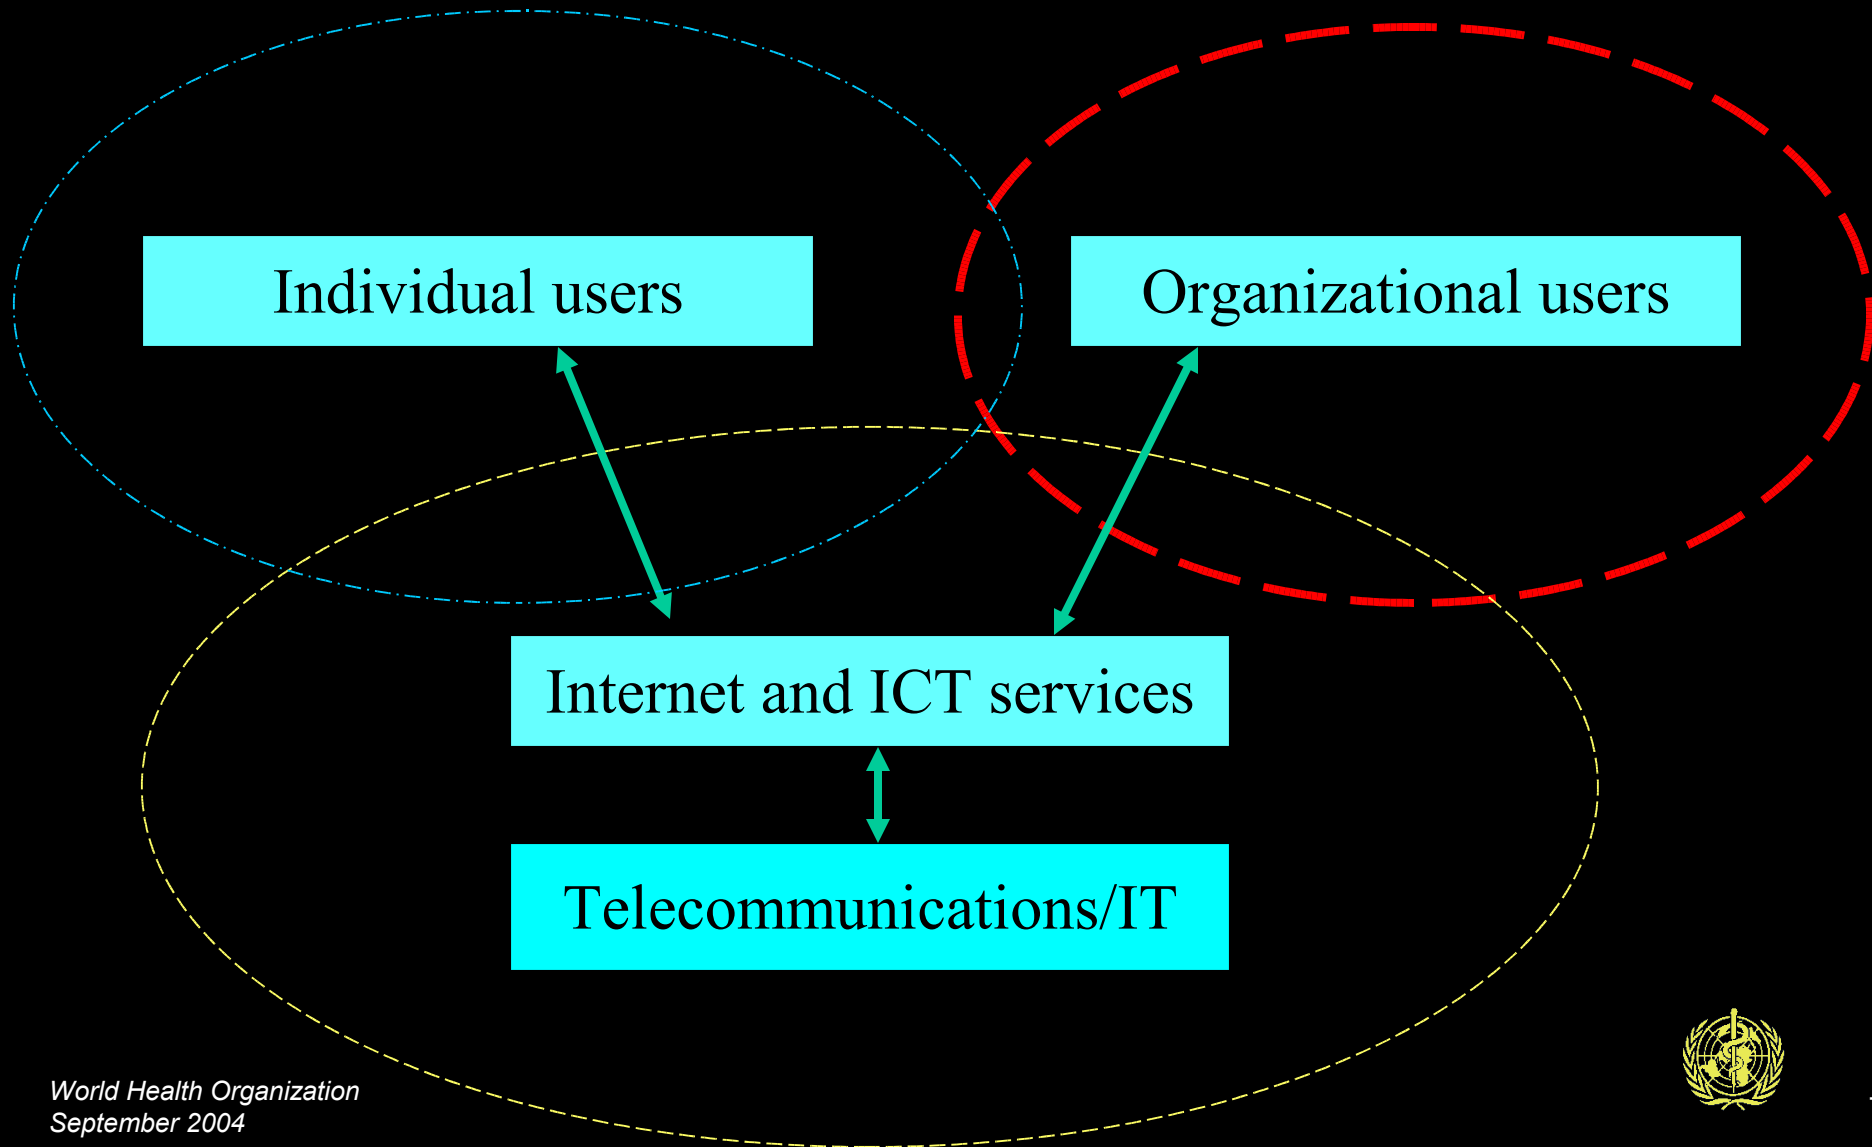 Individual users
Organizational users
Internet and ICT services
Telecommunications/IT
World Health Organization
September 2004